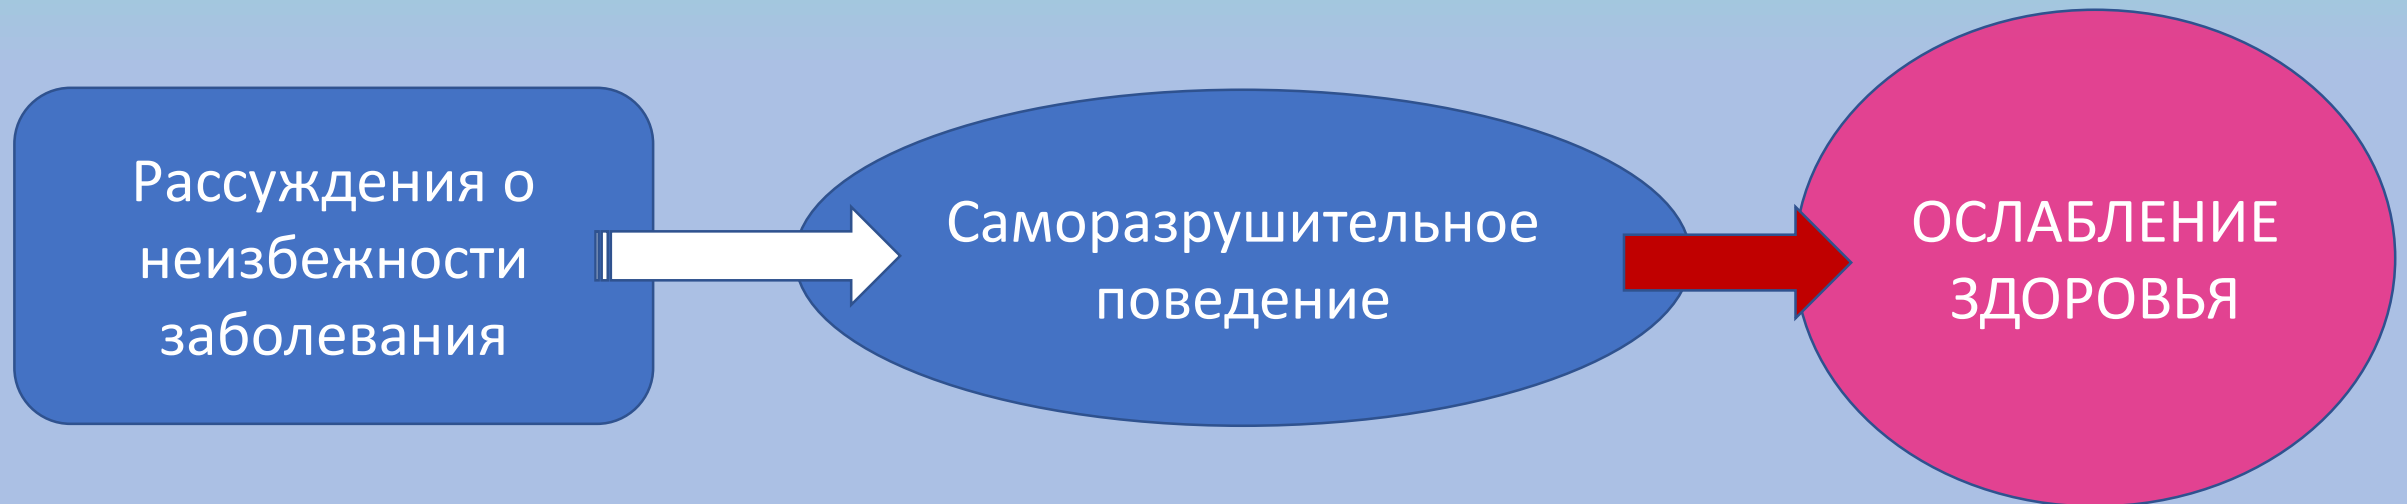 Рассуждения о
неизбежности
заболевания
Саморазрушительное
поведение
ОСЛАБЛЕНИЕ
ЗДОРОВЬЯ